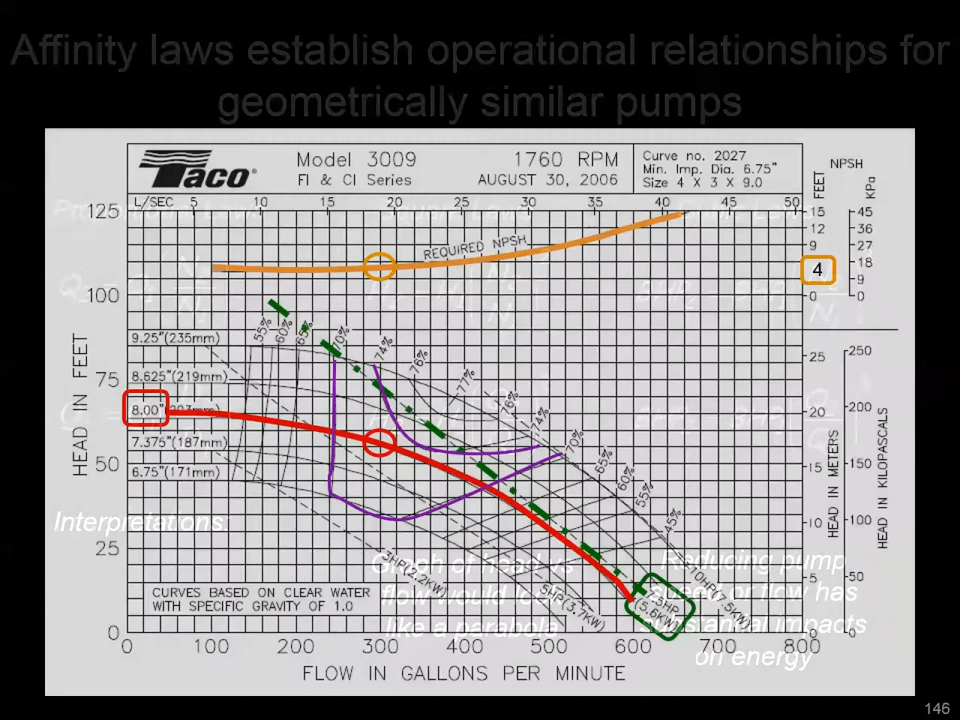 Affinity laws establish operational relationships for
geometrically similar pumps
Taco
Model 3009
FI & CI Series
1760 RPM
AUGUST 30, 2006
Curve no. 2027
Min. Imp. Dia. 6.75"
Size 4 X 3 X 9.0
NPSH
FEET
KPa
L/SEC 5 10 15 20 25 30 35 40 45 50
15
12
9
4
0
45
36
27
18
9
0
REQUIRED NPSH
125
100
75
50
25
0
HEAD IN FEET
9.25"(235mm)
8.625"(219mm)
8.00"
7.375"(187mm)
6.75"(171mm)
55%
60%
65%
70%
74%
76%
77%
76%
74%
70%
65%
60%
55%
45%
25
20
15
10
5
0
HEAD IN METERS
250
200
150
100
50
0
HEAD IN KILOPASCALS
Interpretations:
Graph of head vs
flow would look
like a parabola
Reducing pump
speed or flow has
substantial impacts
on energy
3HP(2.2KW)
5HP(3.7KW)
(5.6KW)
10HP(7.5KW)
CURVES BASED ON CLEAR WATER
WITH SPECIFIC GRAVITY OF 1.0
0 100 200 300 400 500 600 700 800
FLOW IN GALLONS PER MINUTE
146